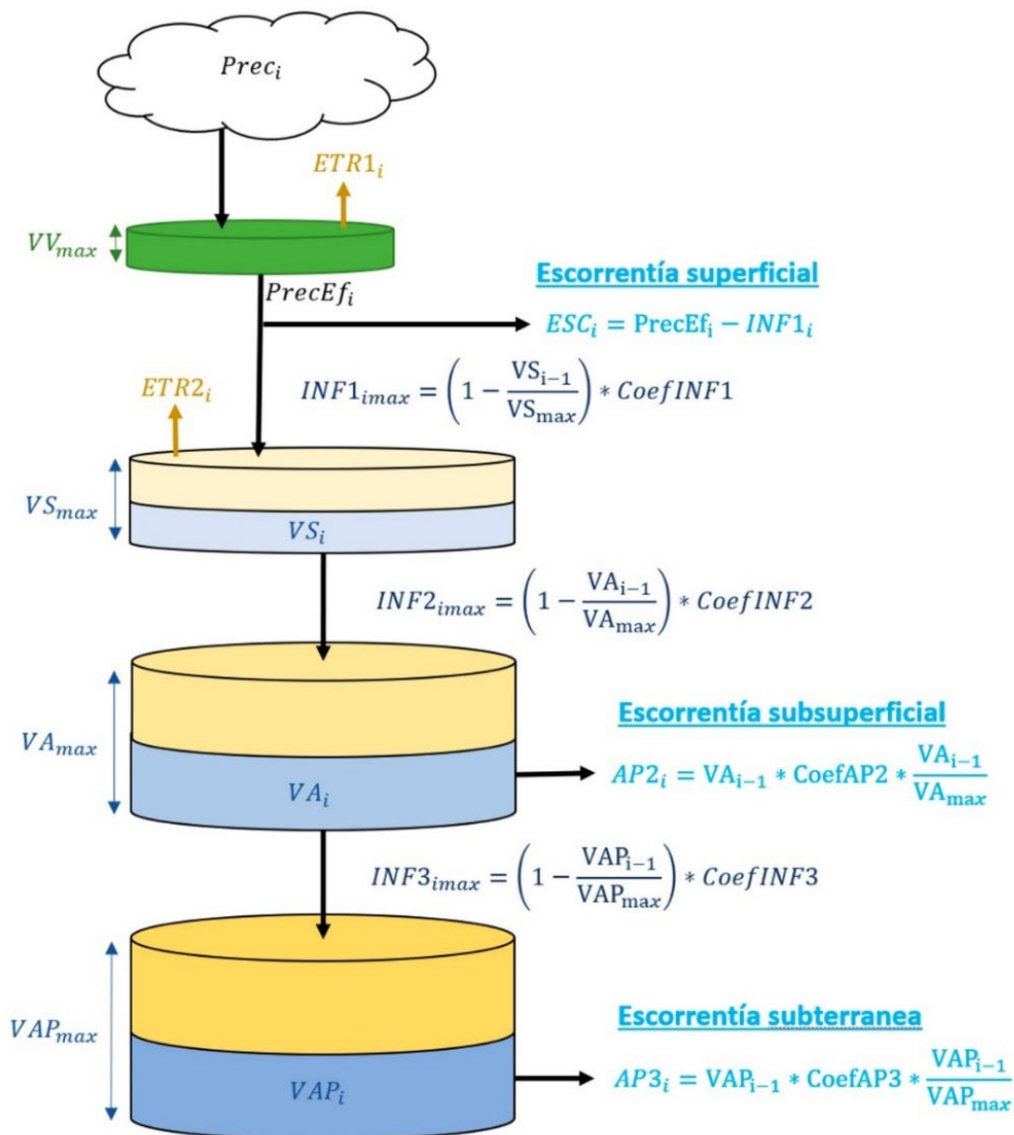 Prec_i
ETR1_i
VV_max
PrecEf_i
Escorrentía superficial
ESC_i = PrecEf_i − INF1_i
ETR2_i
INF1_imax = (1 − VS_i−1 / VS_max) * CoefINF1
VS_max
VS_i
INF2_imax = (1 − VA_i−1 / VA_max) * CoefINF2
Escorrentía subsuperficial
VA_max
AP2_i = VA_i−1 * CoefAP2 * VA_i−1 / VA_max
VA_i
INF3_imax = (1 − VAP_i−1 / VAP_max) * CoefINF3
Escorrentía subterranea
VAP_max
AP3_i = VAP_i−1 * CoefAP3 * VAP_i−1 / VAP_max
VAP_i